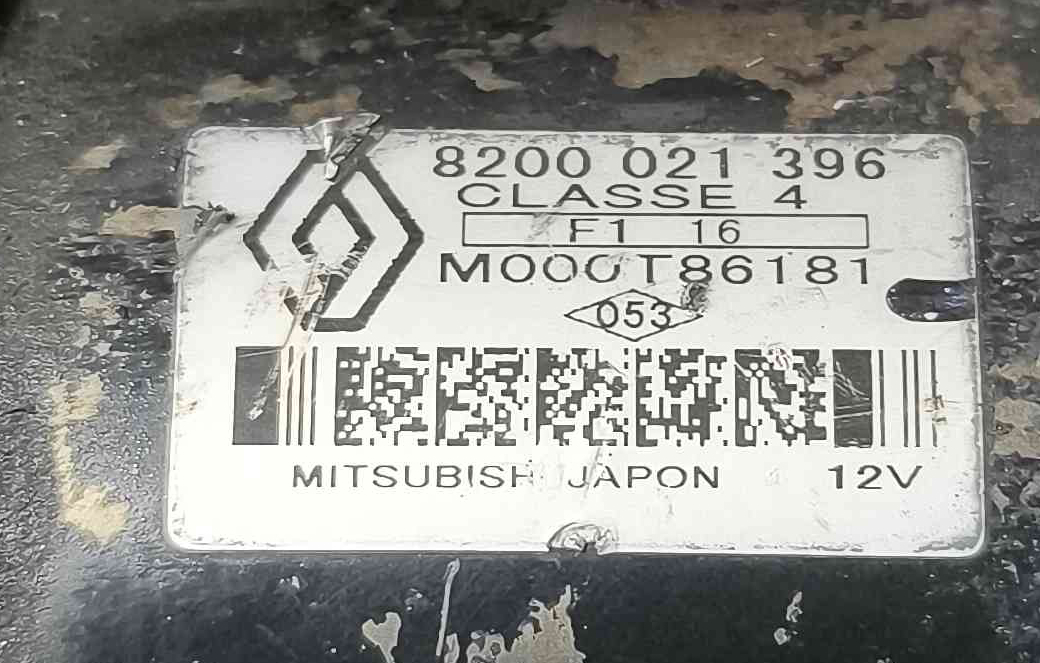 8200 021 396
CLASSE 4
F1 16
M000T86181
053
MITSUBISHI JAPON 12V